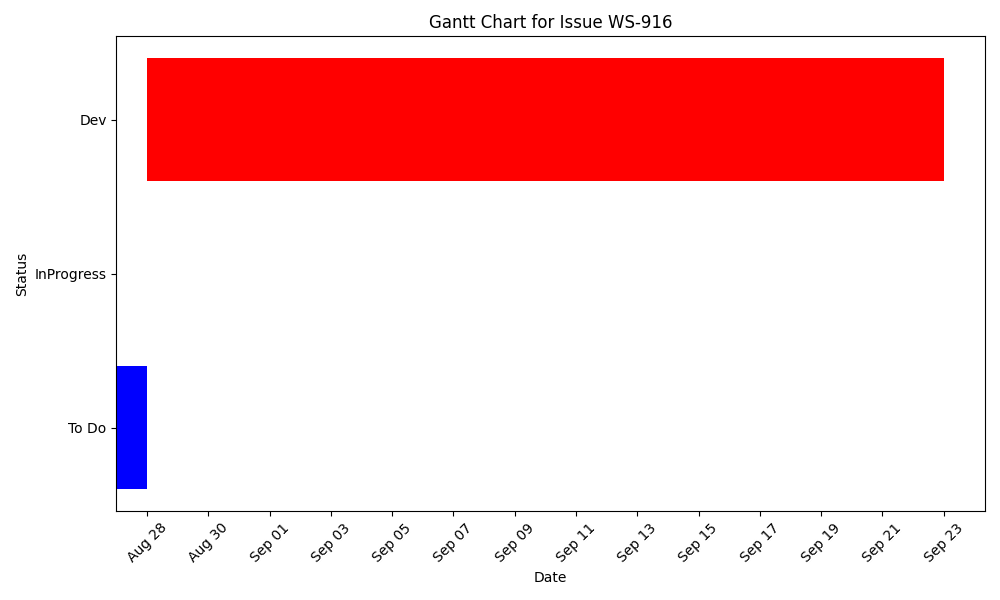 Gantt Chart for Issue WS-916
Status
Dev
InProgress
To Do
Aug 28
Aug 30
Sep 01
Sep 03
Sep 05
Sep 07
Sep 09
Sep 11
Sep 13
Sep 15
Sep 17
Sep 19
Sep 21
Sep 23
Date